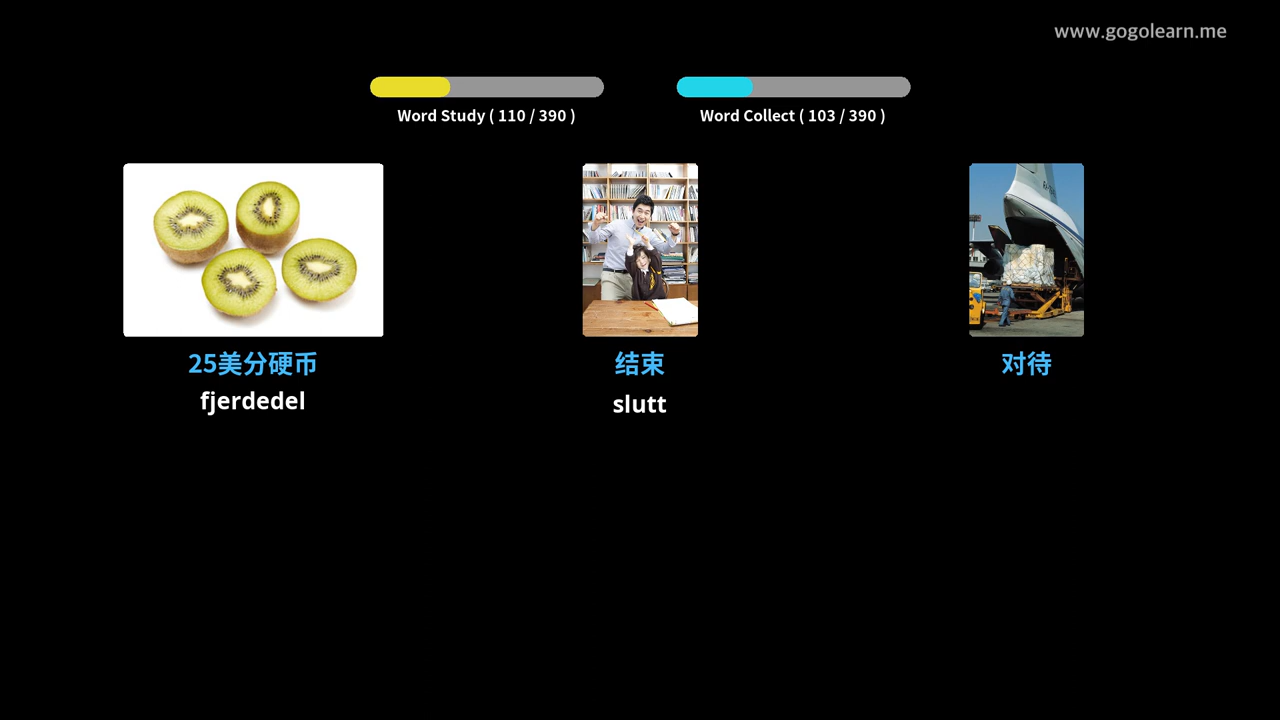 www.gogolearn.me
Word Study ( 110 / 390 )
Word Collect ( 103 / 390 )
25美分硬币
结束
对待
fjerdedel
slutt